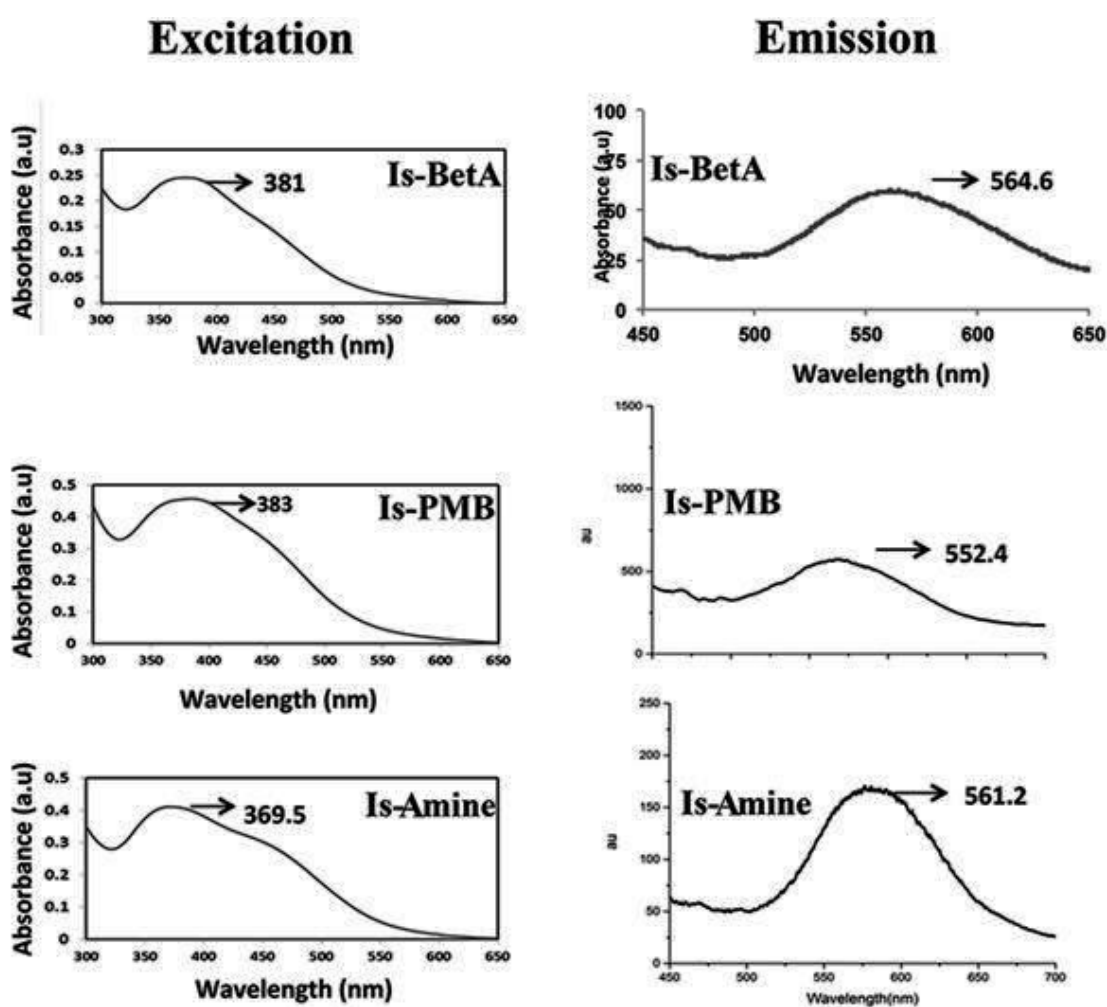 Excitation
Emission
Absorbance (a.u)
0.3
0.25
0.2
0.15
0.1
0.05
0
Is-BetA
381
300 350 400 450 500 550 600 650
Wavelength (nm)
Absorbance (a.u)
100
75
50
25
0
Is-BetA
564.6
450 500 550 600 650
Wavelength (nm)
Absorbance (a.u)
0.5
0.4
0.3
0.2
0.1
0
Is-PMB
383
300 350 400 450 500 550 600 650
Wavelength (nm)
au
1500
1000
500
0
Is-PMB
552.4
Absorbance (a.u)
0.5
0.4
0.3
0.2
0.1
0
Is-Amine
369.5
300 350 400 450 500 550 600 650
Wavelength (nm)
au
250
200
150
100
50
0
Is-Amine
561.2
450 500 550 600 650 700
Wavelength(nm)